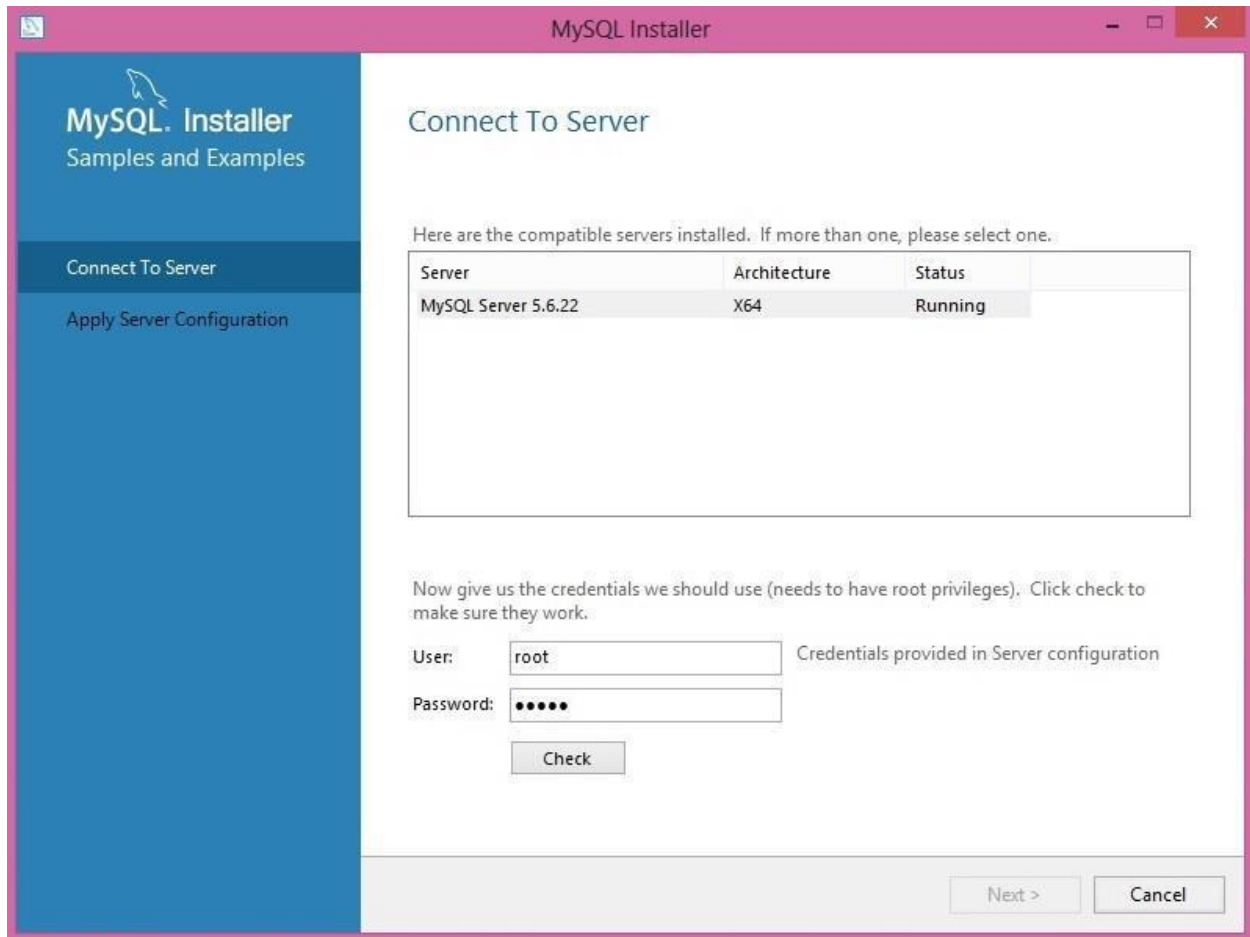 MySQL Installer
MySQL. Installer
Samples and Examples
Connect To Server
Apply Server Configuration
Connect To Server
Here are the compatible servers installed.  If more than one, please select one.
Server Architecture Status
MySQL Server 5.6.22 X64 Running
Now give us the credentials we should use (needs to have root privileges).  Click check to
make sure they work.
User: root Credentials provided in Server configuration
Password: •••••
Check
Next > Cancel